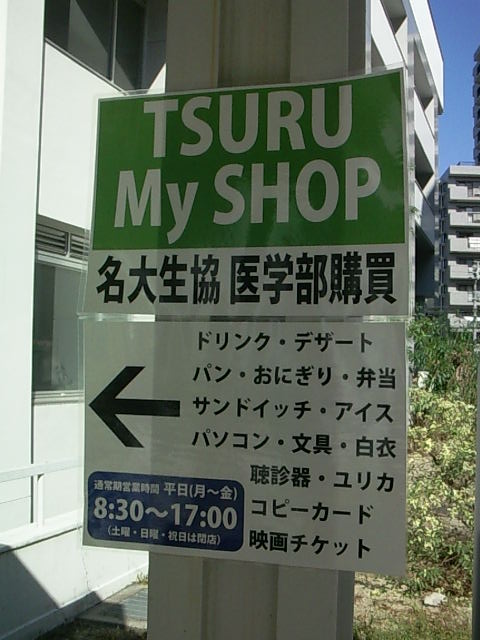 TSURU
My SHOP
名大生協 医学部購買
ドリンク・デザート
パン・おにぎり・弁当
サンドイッチ・アイス
パソコン・文具・白衣
聴診器・ユリカ
コピーカード
映画チケット
通常期営業時間 平日(月〜金)
8:30〜17:00
(土曜・日曜・祝日は閉店)